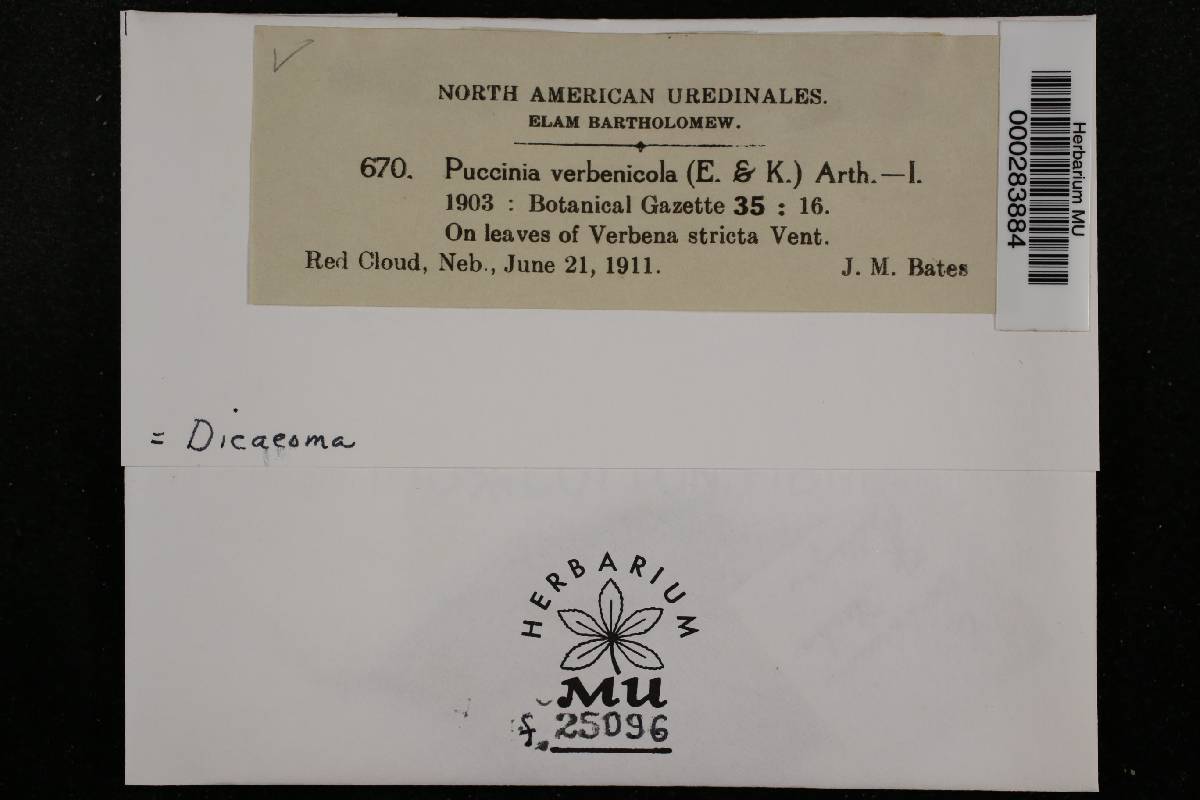 NORTH AMERICAN UREDINALES.
ELAM BARTHOLOMEW.
670. Puccinia verbenicola (E. & K.) Arth.—I.
1903 : Botanical Gazette 35 : 16.
On leaves of Verbena stricta Vent.
Red Cloud, Neb., June 21, 1911. J. M. Bates
Herbarium MU
000283884
= Dicaeoma
HERBARIUM
MU
f. 25096